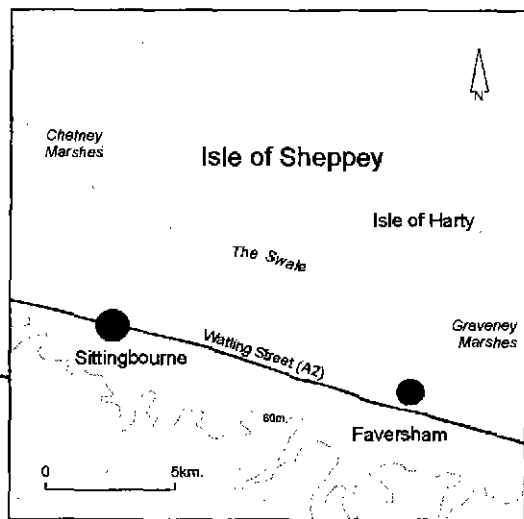 N
Chetney
Marshes
Isle of Sheppey
Isle of Harty
The Swale
Graveney
Marshes
Sittingbourne
Watling Street (A2)
60m.
Faversham
0 5km.